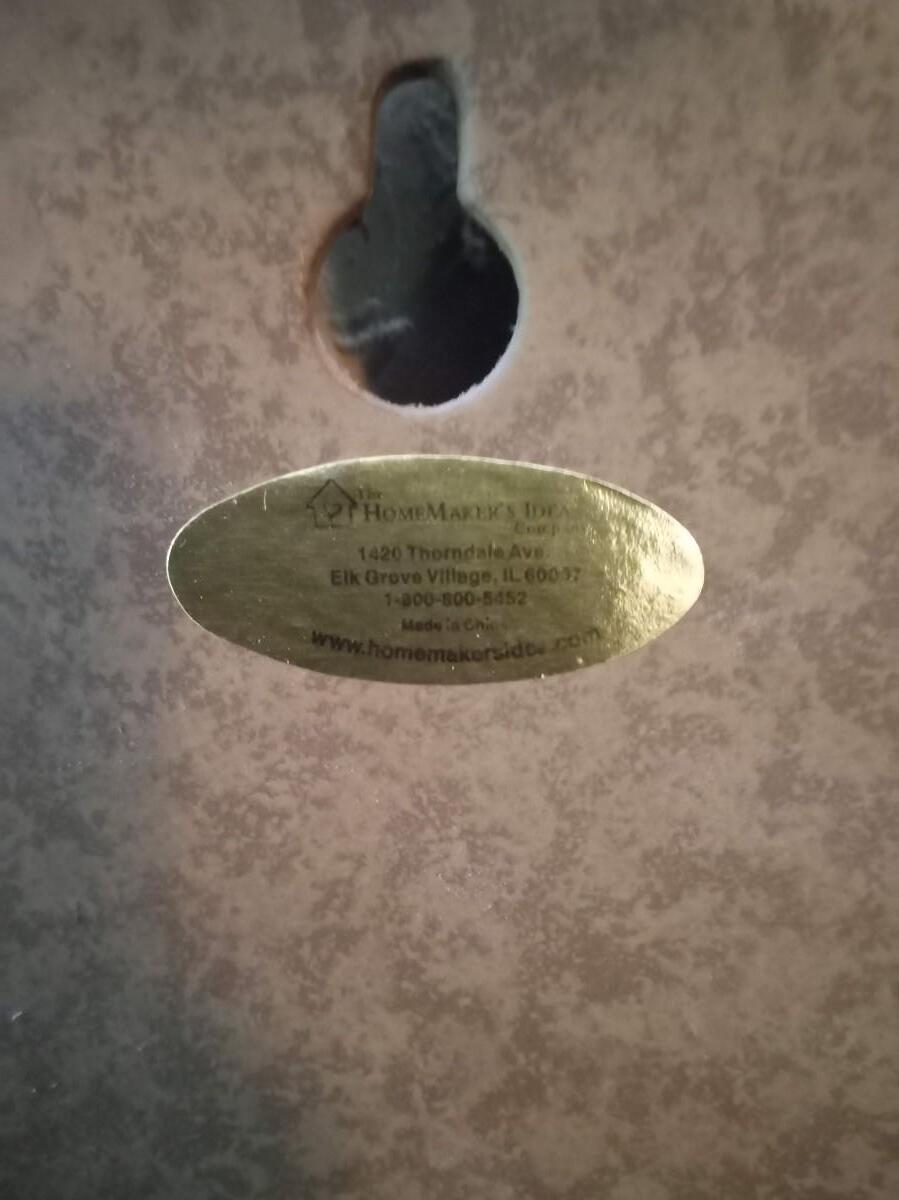 The
HOMEMAKER'S IDEA
Company
1420 Thorndale Ave.
Elk Grove Village, IL 60007
1-800-800-5452
Made in China
www.homemakersidea.com